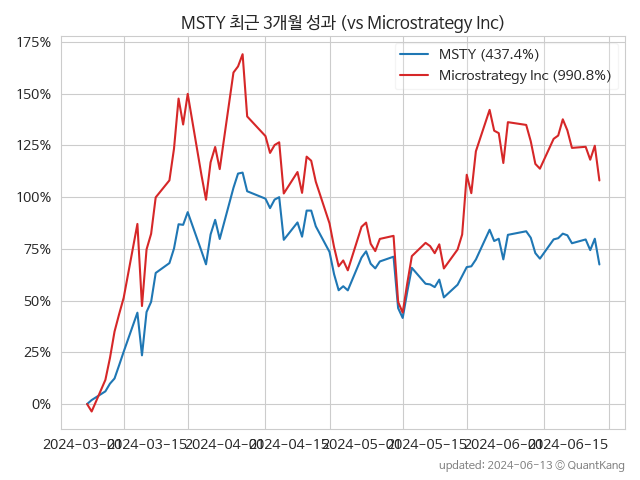 MSTY 최근 3개월 성과 (vs Microstrategy Inc)
MSTY (437.4%)
Microstrategy Inc (990.8%)
175%
150%
125%
100%
75%
50%
25%
0%
2024-03-01 2024-03-15 2024-04-01 2024-04-15 2024-05-01 2024-05-15 2024-06-01 2024-06-15
updated: 2024-06-13 © QuantKang